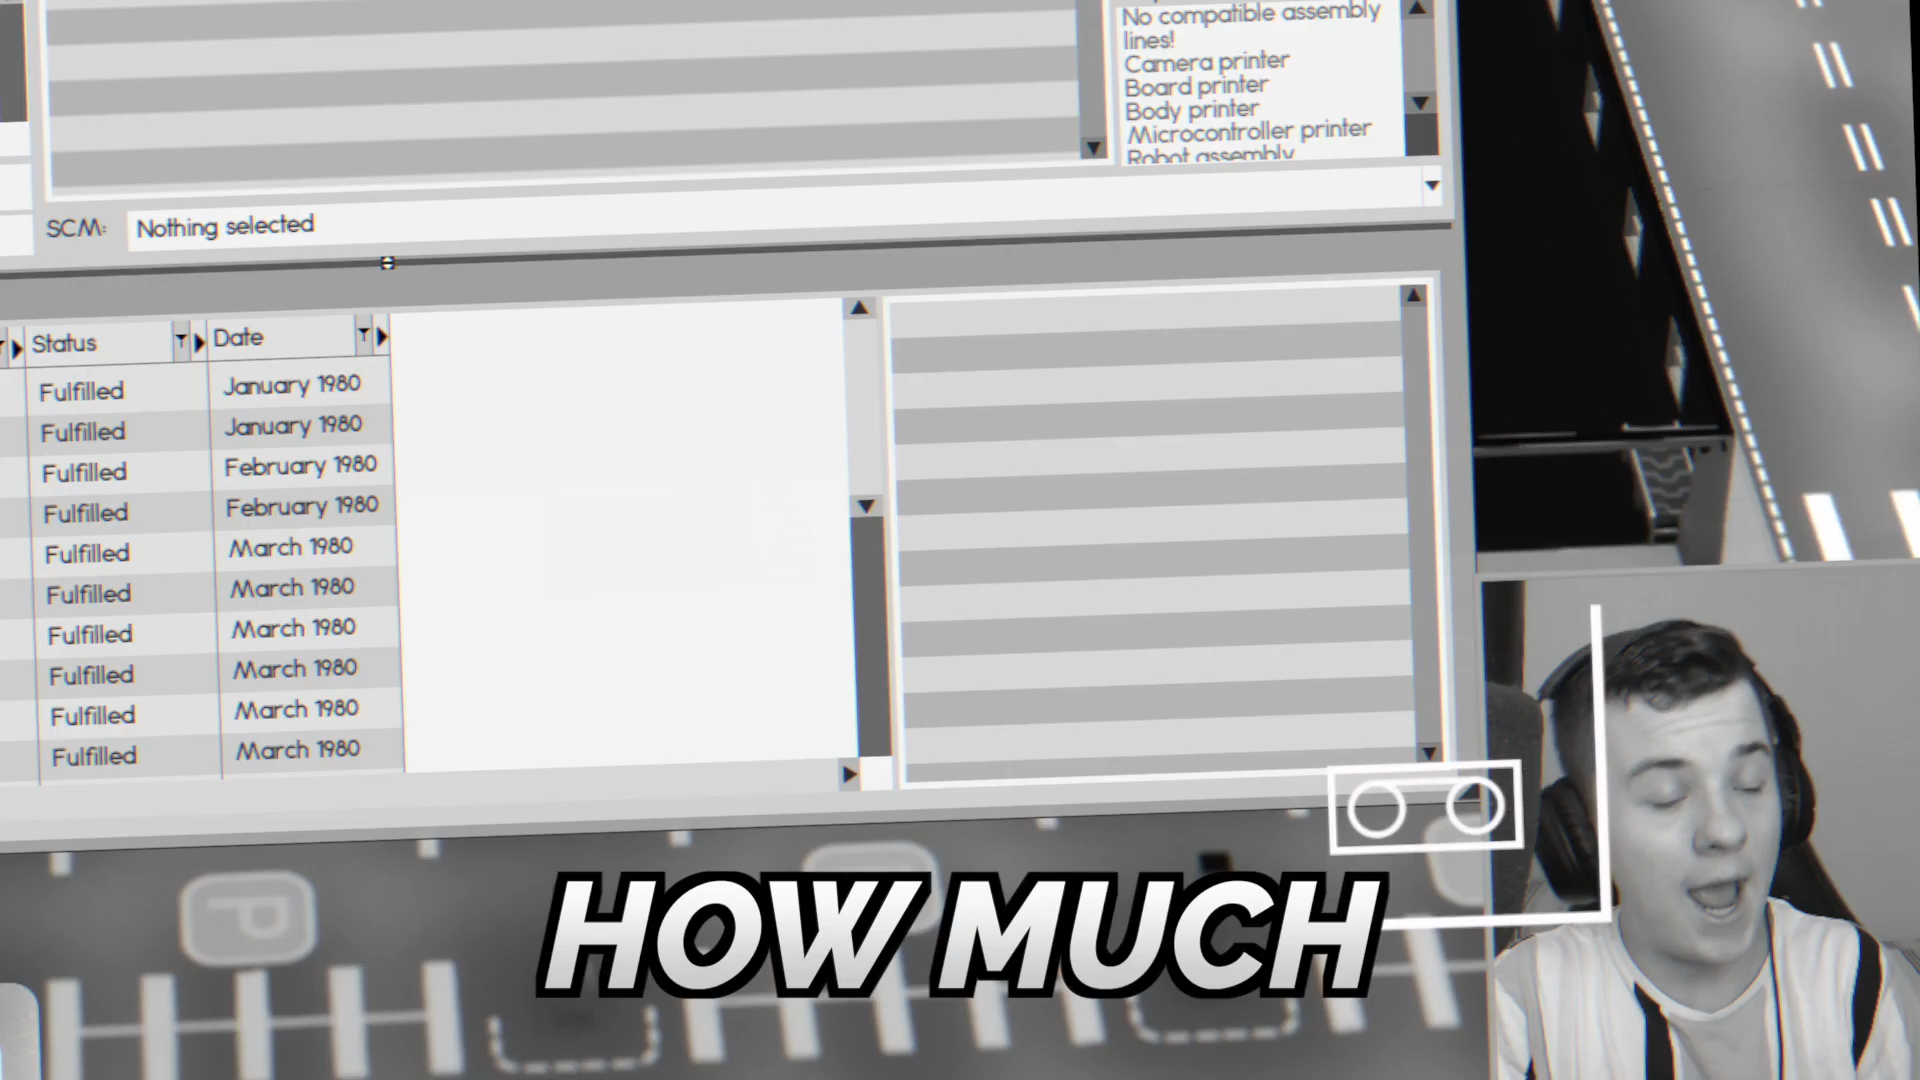 No compatible assembly
lines!
Camera printer
Board printer
Body printer
Microcontroller printer
Robot assembly
SCM: Nothing selected
Status Date
Fulfilled January 1980
Fulfilled January 1980
Fulfilled February 1980
Fulfilled February 1980
Fulfilled March 1980
Fulfilled March 1980
Fulfilled March 1980
Fulfilled March 1980
Fulfilled March 1980
Fulfilled March 1980
P
HOW MUCH